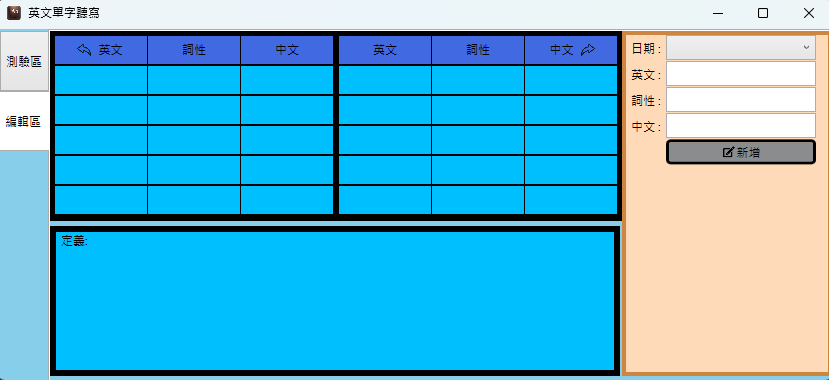 英文單字聽寫
測驗區
編輯區
英文 詞性 中文 英文 詞性 中文
定義:
日期 :
英文 :
詞性 :
中文 :
新增